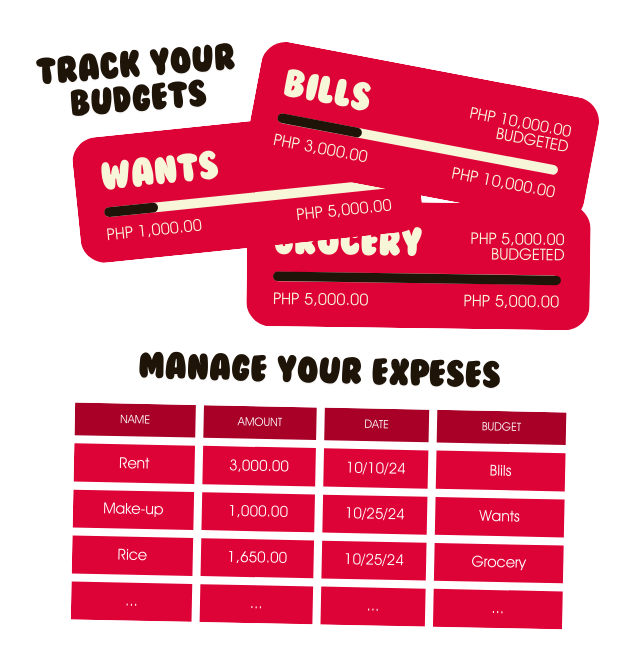 TRACK YOUR
BUDGETS
BILLS
PHP 10,000.00
BUDGETED
PHP 3,000.00
PHP 10,000.00
WANTS
PHP 1,000.00
PHP 5,000.00
GROCERY
PHP 5,000.00
BUDGETED
PHP 5,000.00
PHP 5,000.00
MANAGE YOUR EXPESES
NAME AMOUNT DATE BUDGET
Rent 3,000.00 10/10/24 Blils
Make-up 1,000.00 10/25/24 Wants
Rice 1,650.00 10/25/24 Grocery
... ... ... ...